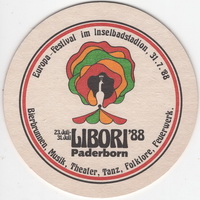 Europa-Festival im Inselbadstadion, 31.7.'88
23. Juli-
31. Juli
LIBORI '88
Paderborn
Bierbrunnen, Musik, Theater, Tanz, Folklore, Feuerwerk.